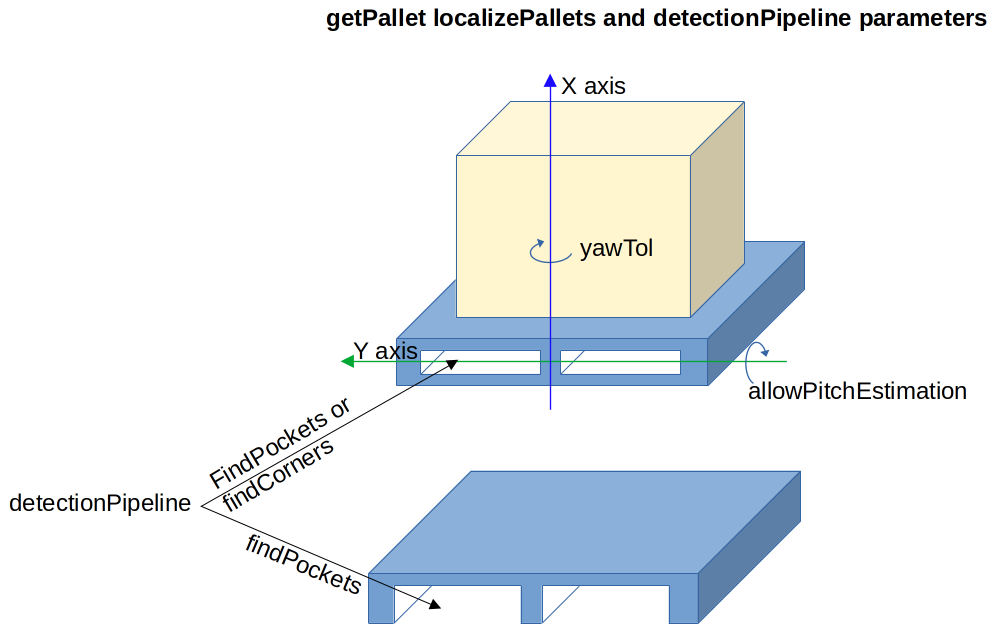 getPallet localizePallets and detectionPipeline parameters
X axis
yawTol
Y axis
allowPitchEstimation
FindPockets or
findCorners
detectionPipeline
findPockets